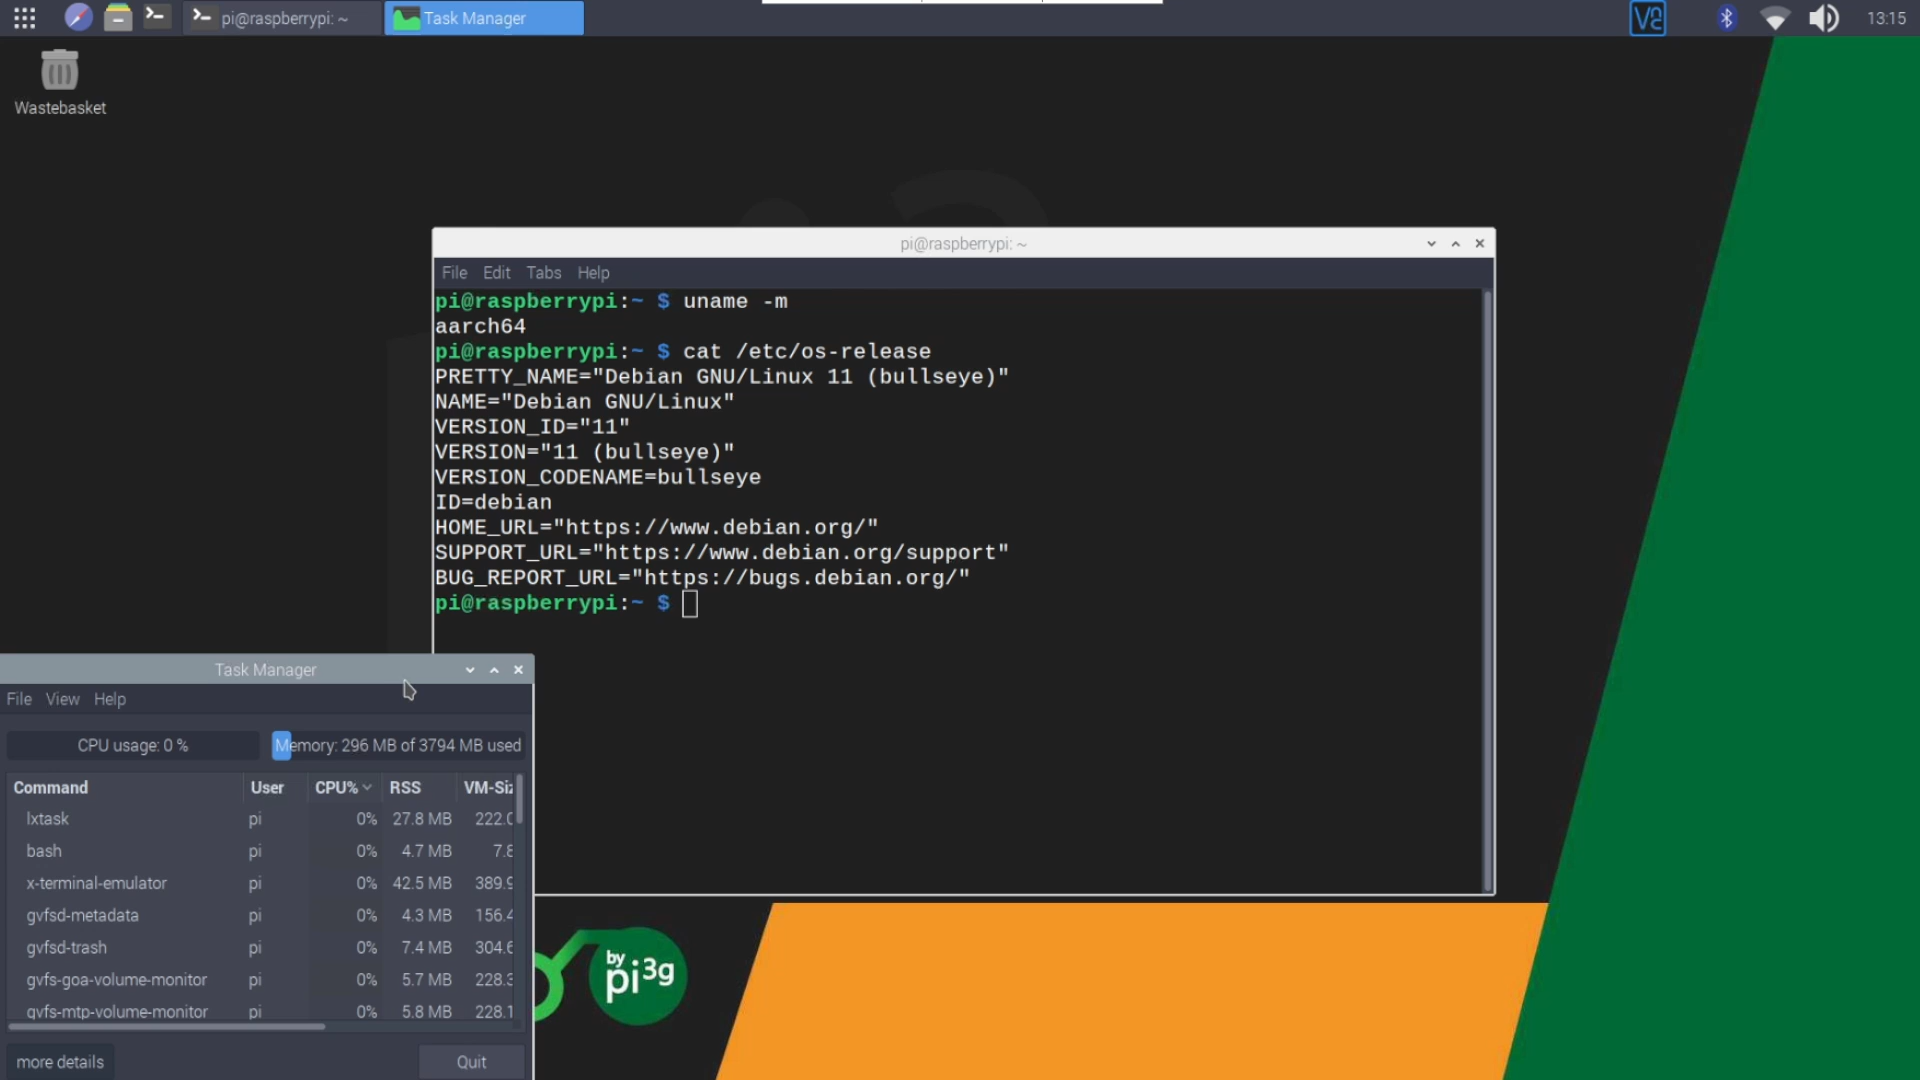 pi@raspberrypi: ~
Task Manager
13:15
Wastebasket
pi@raspberrypi: ~
File Edit Tabs Help
pi@raspberrypi:~ $ uname -m
aarch64
pi@raspberrypi:~ $ cat /etc/os-release
PRETTY_NAME="Debian GNU/Linux 11 (bullseye)"
NAME="Debian GNU/Linux"
VERSION_ID="11"
VERSION="11 (bullseye)"
VERSION_CODENAME=bullseye
ID=debian
HOME_URL="https://www.debian.org/"
SUPPORT_URL="https://www.debian.org/support"
BUG_REPORT_URL="https://bugs.debian.org/"
pi@raspberrypi:~ $
Task Manager
File View Help
CPU usage: 0 % Memory: 296 MB of 3794 MB used
Command User CPU% RSS VM-Siz
lxtask pi 0% 27.8 MB 222.0
bash pi 0% 4.7 MB 7.8
x-terminal-emulator pi 0% 42.5 MB 389.9
gvfsd-metadata pi 0% 4.3 MB 156.4
gvfsd-trash pi 0% 7.4 MB 304.6
gvfs-goa-volume-monitor pi 0% 5.7 MB 228.3
gvfs-mtp-volume-monitor pi 0% 5.8 MB 228.1
more details Quit
by
pi3g